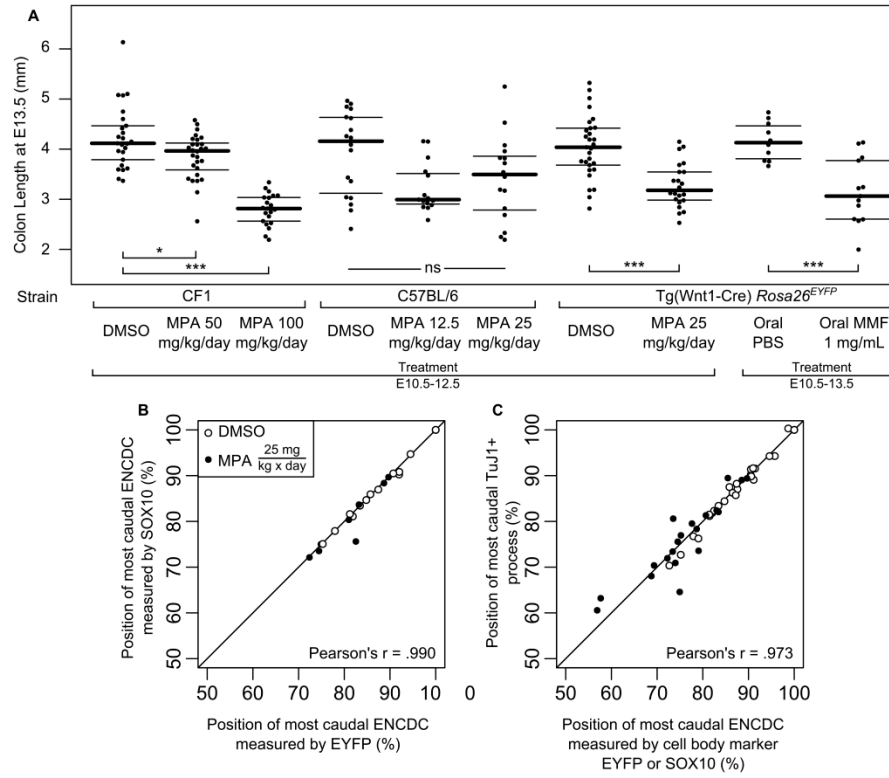 A
Colon Length at E13.5 (mm)
6
5
4
3
2
*
***
ns
***
***
Strain
CF1
C57BL/6
Tg(Wnt1-Cre) Rosa26EYFP
DMSO
MPA 50
mg/kg/day
MPA 100
mg/kg/day
DMSO
MPA 12.5
mg/kg/day
MPA 25
mg/kg/day
DMSO
MPA 25
mg/kg/day
Oral
PBS
Oral MMF
1 mg/mL
Treatment
E10.5-12.5
Treatment
E10.5-13.5
B
Position of most caudal ENCDC
measured by SOX10 (%)
100
90
80
70
60
50
DMSO
MPA 25 mg
kg x day
Pearson's r = .990
50 60 70 80 90 10 0
Position of most caudal ENCDC
measured by EYFP (%)
C
Position of most caudal TuJ1+
process (%)
100
90
80
70
60
50
Pearson's r = .973
50 60 70 80 90 100
Position of most caudal ENCDC
measured by cell body marker
EYFP or SOX10 (%)